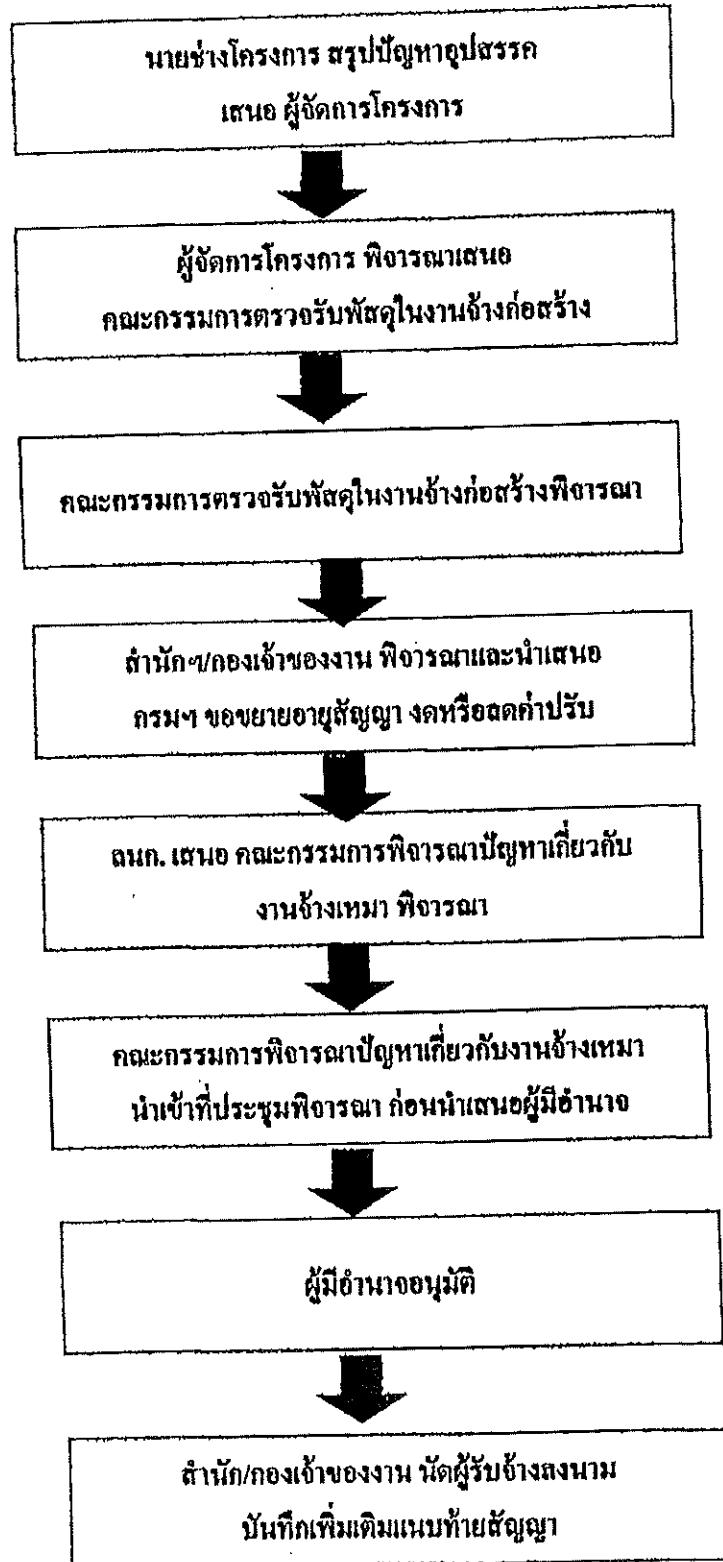 นายช่างโครงการ สรุปปัญหาอุปสรรค
เสนอ ผู้จัดการโครงการ
ผู้จัดการโครงการ พิจารณาเสนอ
คณะกรรมการตรวจรับพัสดุในงานจ้างก่อสร้าง
คณะกรรมการตรวจรับพัสดุในงานจ้างก่อสร้างพิจารณา
สำนักฯ/กองเจ้าของงาน พิจารณาและนำเสนอ
กรมฯ ขอขยายอายุสัญญา งดหรือลดค่าปรับ
ลนก. เสนอ คณะกรรมการพิจารณาปัญหาเกี่ยวกับ
งานจ้างเหมา พิจารณา
คณะกรรมการพิจารณาปัญหาเกี่ยวกับงานจ้างเหมา
นำเข้าที่ประชุมพิจารณา ก่อนนำเสนอผู้มีอำนาจ
ผู้มีอำนาจอนุมัติ
สำนัก/กองเจ้าของงาน นัดผู้รับจ้างลงนาม
บันทึกเพิ่มเติมแนบท้ายสัญญา